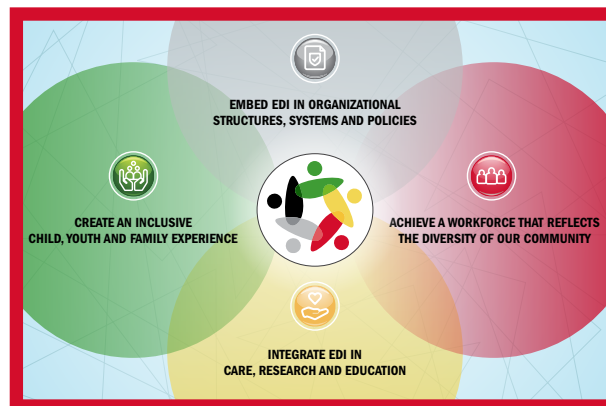 EMBED EDI IN ORGANIZATIONAL
STRUCTURES, SYSTEMS AND POLICIES
CREATE AN INCLUSIVE
CHILD, YOUTH AND FAMILY EXPERIENCE
ACHIEVE A WORKFORCE THAT REFLECTS
THE DIVERSITY OF OUR COMMUNITY
INTEGRATE EDI IN
CARE, RESEARCH AND EDUCATION